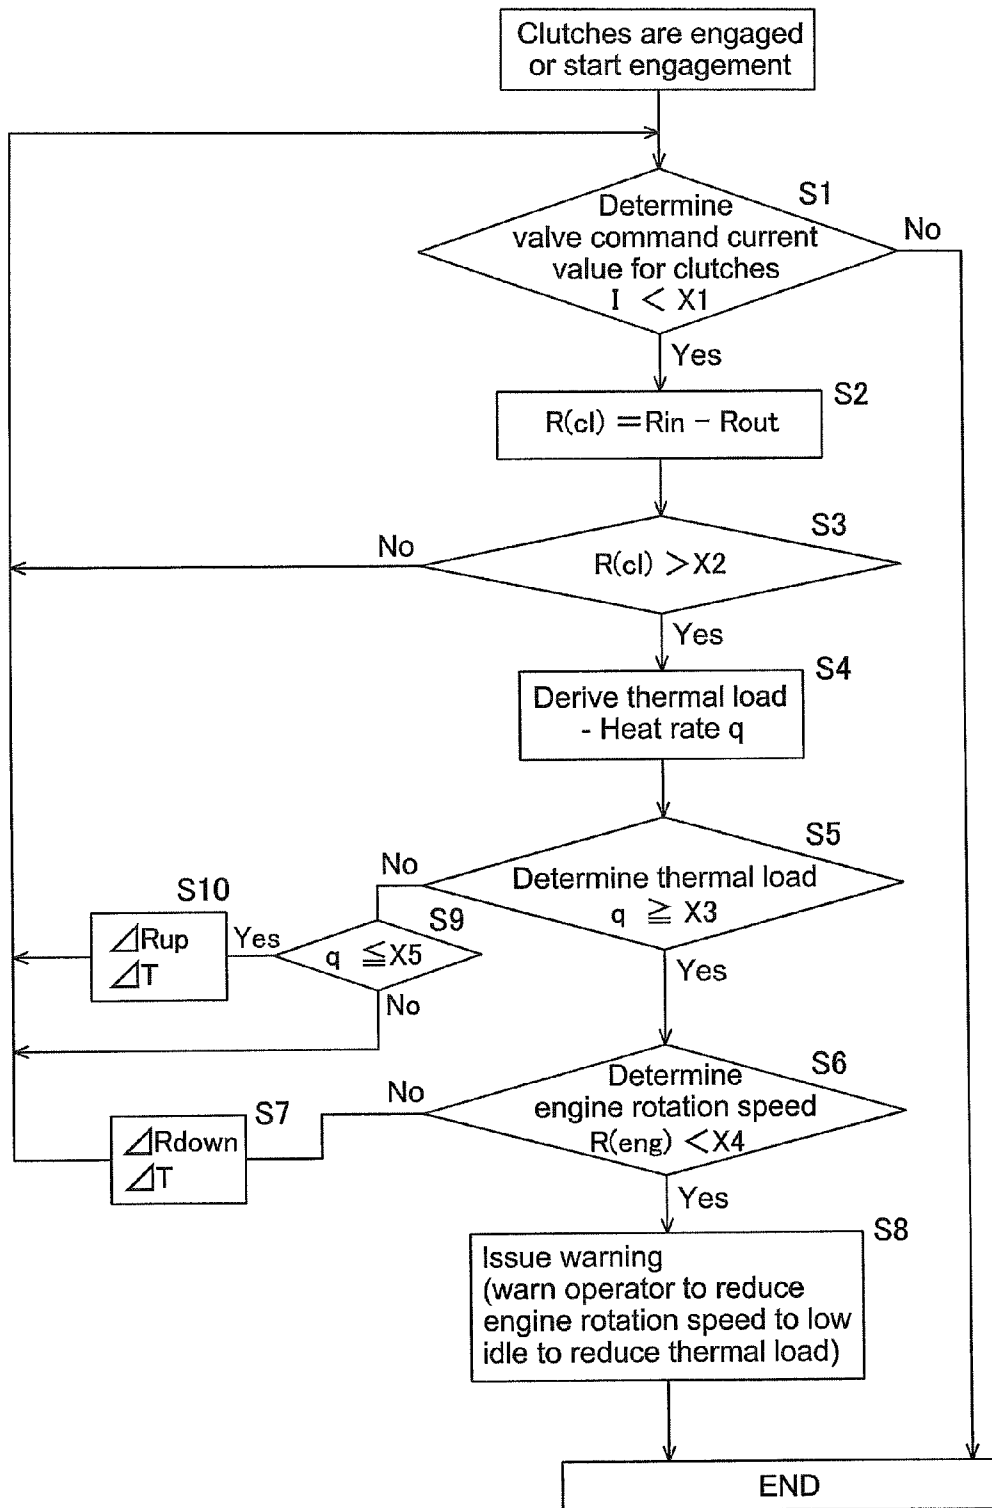 Clutches are engaged
or start engagement
S1
Determine
valve command current
value for clutches
I < X1
No
Yes
S2
R(cl) =Rin - Rout
S3
R(cl) >X2
No
Yes
S4
Derive thermal load
- Heat rate q
S5
Determine thermal load
q ≧ X3
No
Yes
S9
q ≦X5
Yes
No
S10
⊿Rup
⊿T
S6
Determine
engine rotation speed
R(eng) <X4
No
Yes
S7
⊿Rdown
⊿T
S8
Issue warning
(warn operator to reduce
engine rotation speed to low
idle to reduce thermal load)
END